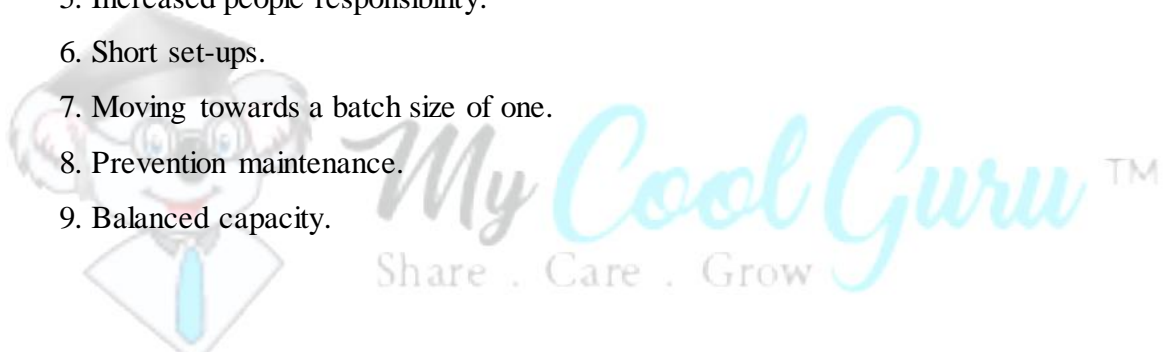 5. Increased people responsibility.
6. Short set-ups.
7. Moving towards a batch size of one.
8. Prevention maintenance.
9. Balanced capacity.
My Cool Guru TM
Share . Care . Grow